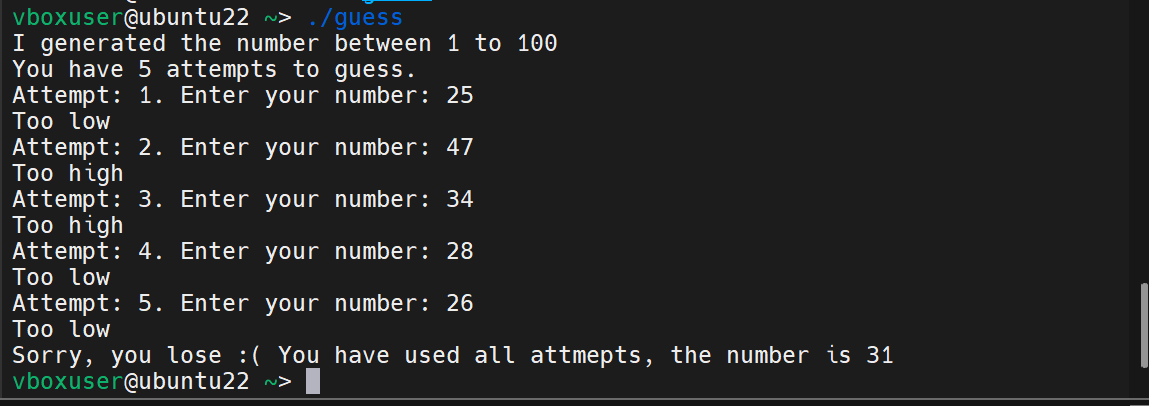 vboxuser@ubuntu22 ~> ./guess
I generated the number between 1 to 100
You have 5 attempts to guess.
Attempt: 1. Enter your number: 25
Too low
Attempt: 2. Enter your number: 47
Too high
Attempt: 3. Enter your number: 34
Too high
Attempt: 4. Enter your number: 28
Too low
Attempt: 5. Enter your number: 26
Too low
Sorry, you lose :( You have used all attmepts, the number is 31
vboxuser@ubuntu22 ~>